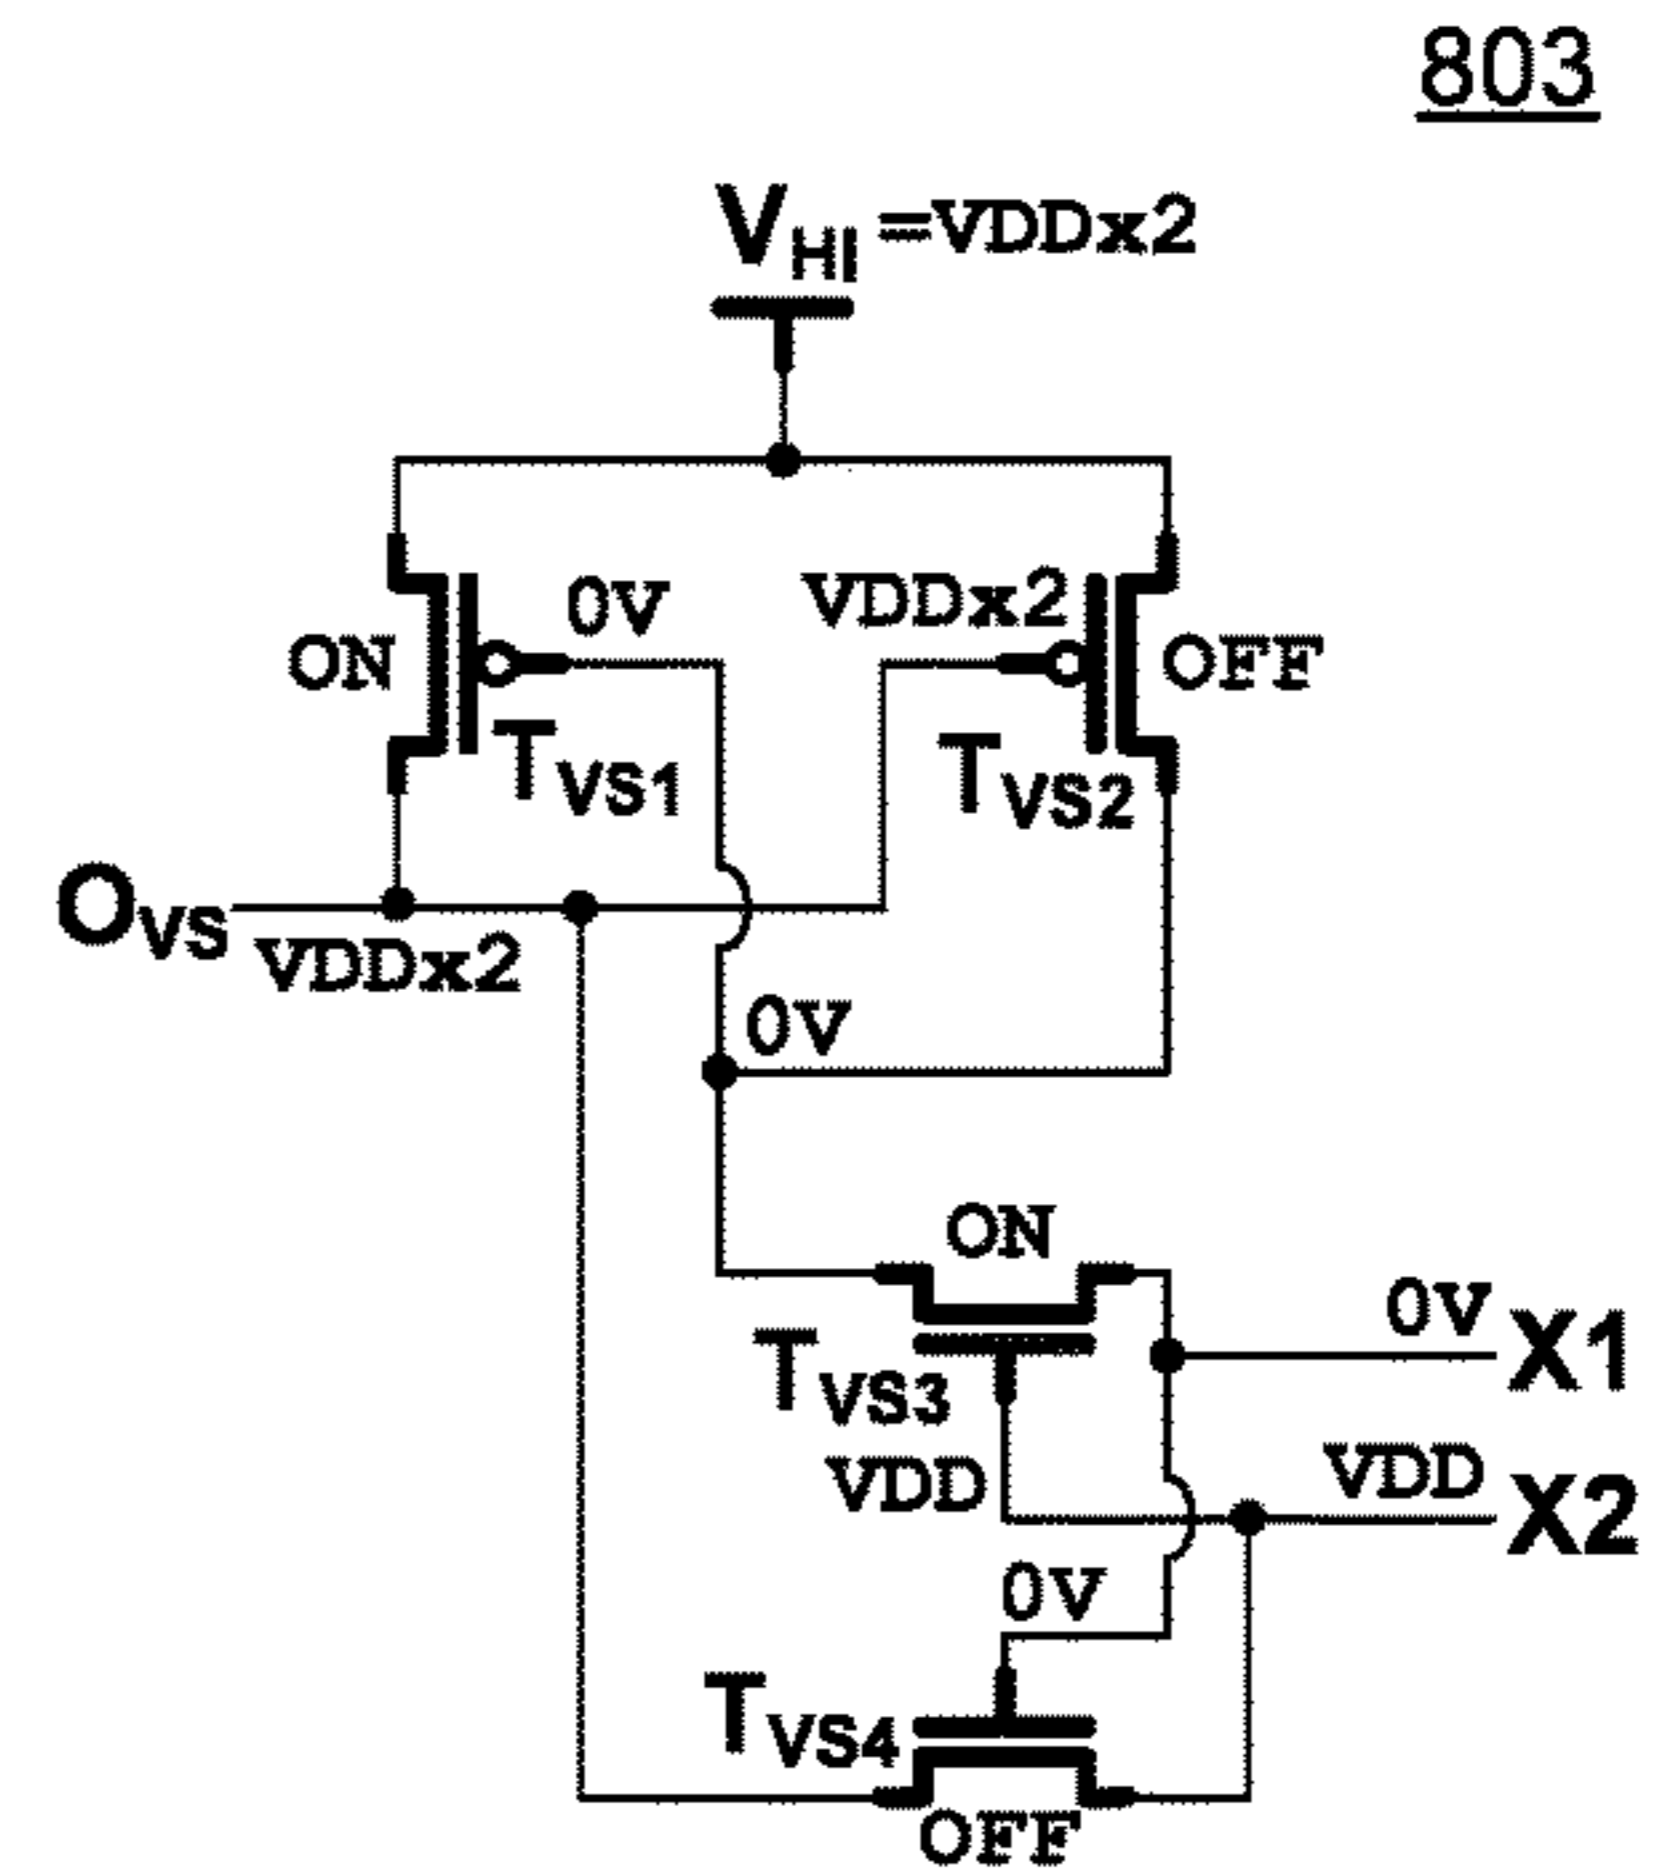 803
VHI =VDDx2
0V VDDx2
ON OFF
TVS1 TVS2
OVS VDDx2
0V
ON
0V X1
TVS3
VDD VDD X2
0V
TVS4
OFF